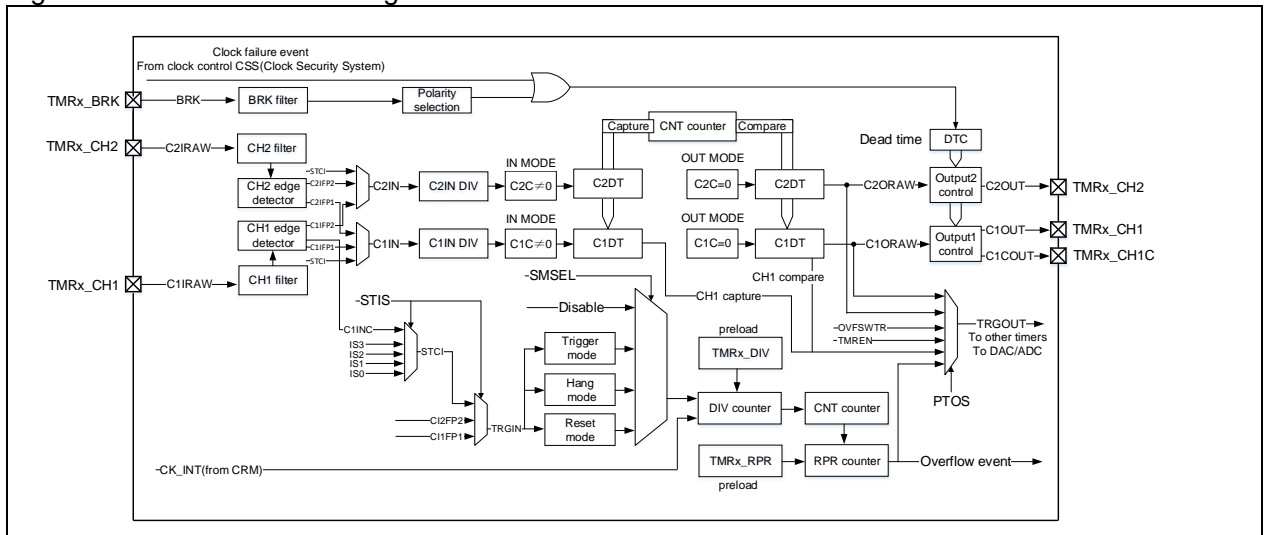 Clock failure event
From clock control CSS(Clock Security System)
TMRx_BRK
BRK
BRK filter
Polarity
selection
Capture
CNT counter
Compare
Dead time
DTC
TMRx_CH2
C2IRAW
CH2 filter
STCI
C2IFP2
CH2 edge
detector
C2IFP1
C2IN
C2IN DIV
IN MODE
C2C≠0
C2DT
OUT MODE
C2C=0
C2DT
C2ORAW
Output2
control
C2OUT
TMRx_CH2
CH1 edge
detector
C1IFP2
C1IFP1
STCI
C1IN
C1IN DIV
IN MODE
C1C≠0
C1DT
OUT MODE
C1C=0
C1DT
C1ORAW
Output1
control
C1OUT
TMRx_CH1
C1COUT
TMRx_CH1C
TMRx_CH1
C1IRAW
CH1 filter
SMSEL
CH1 compare
CH1 capture
STIS
Disable
C1INC
IS3
IS2
IS1
IS0
STCI
Trigger
mode
Hang
mode
Reset
mode
CI2FP2
CI1FP1
TRGIN
preload
TMRx_DIV
DIV counter
CNT counter
OVFSWTR
TMREN
TRGOUT
To other timers
To DAC/ADC
PTOS
CK_INT(from CRM)
TMRx_RPR
preload
RPR counter
Overflow event